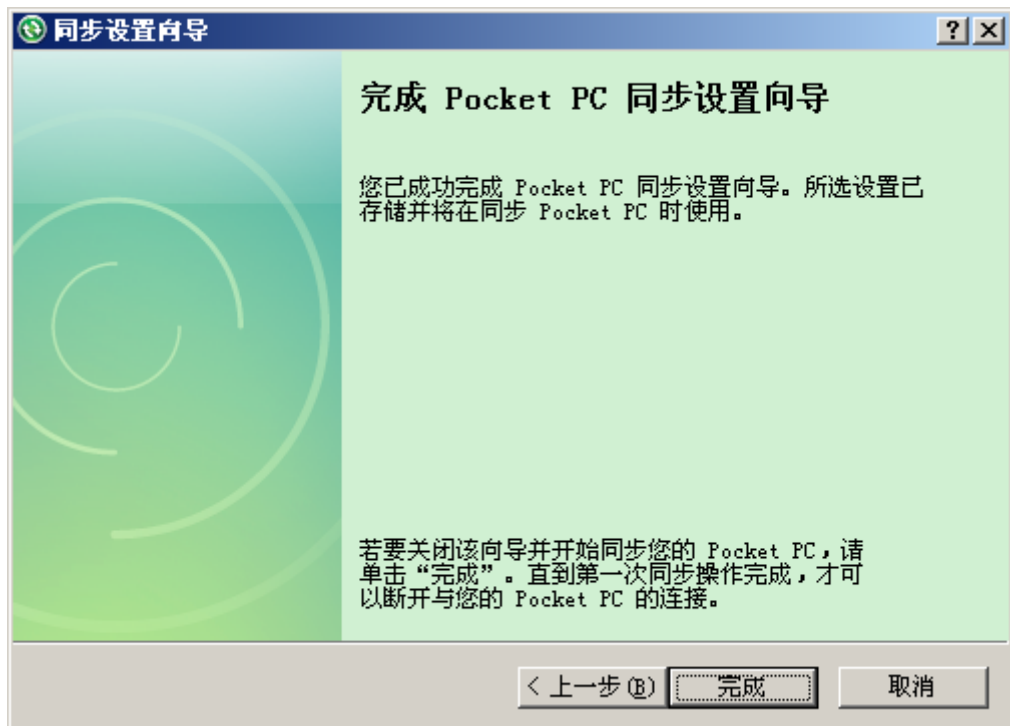 同步设置向导
完成 Pocket PC 同步设置向导
您已成功完成 Pocket PC 同步设置向导。所选设置已
存储并将在同步 Pocket PC 时使用。
若要关闭该向导并开始同步您的 Pocket PC，请
单击“完成”。直到第一次同步操作完成，才可
以断开与您的 Pocket PC 的连接。
< 上一步(B) 完成 取消